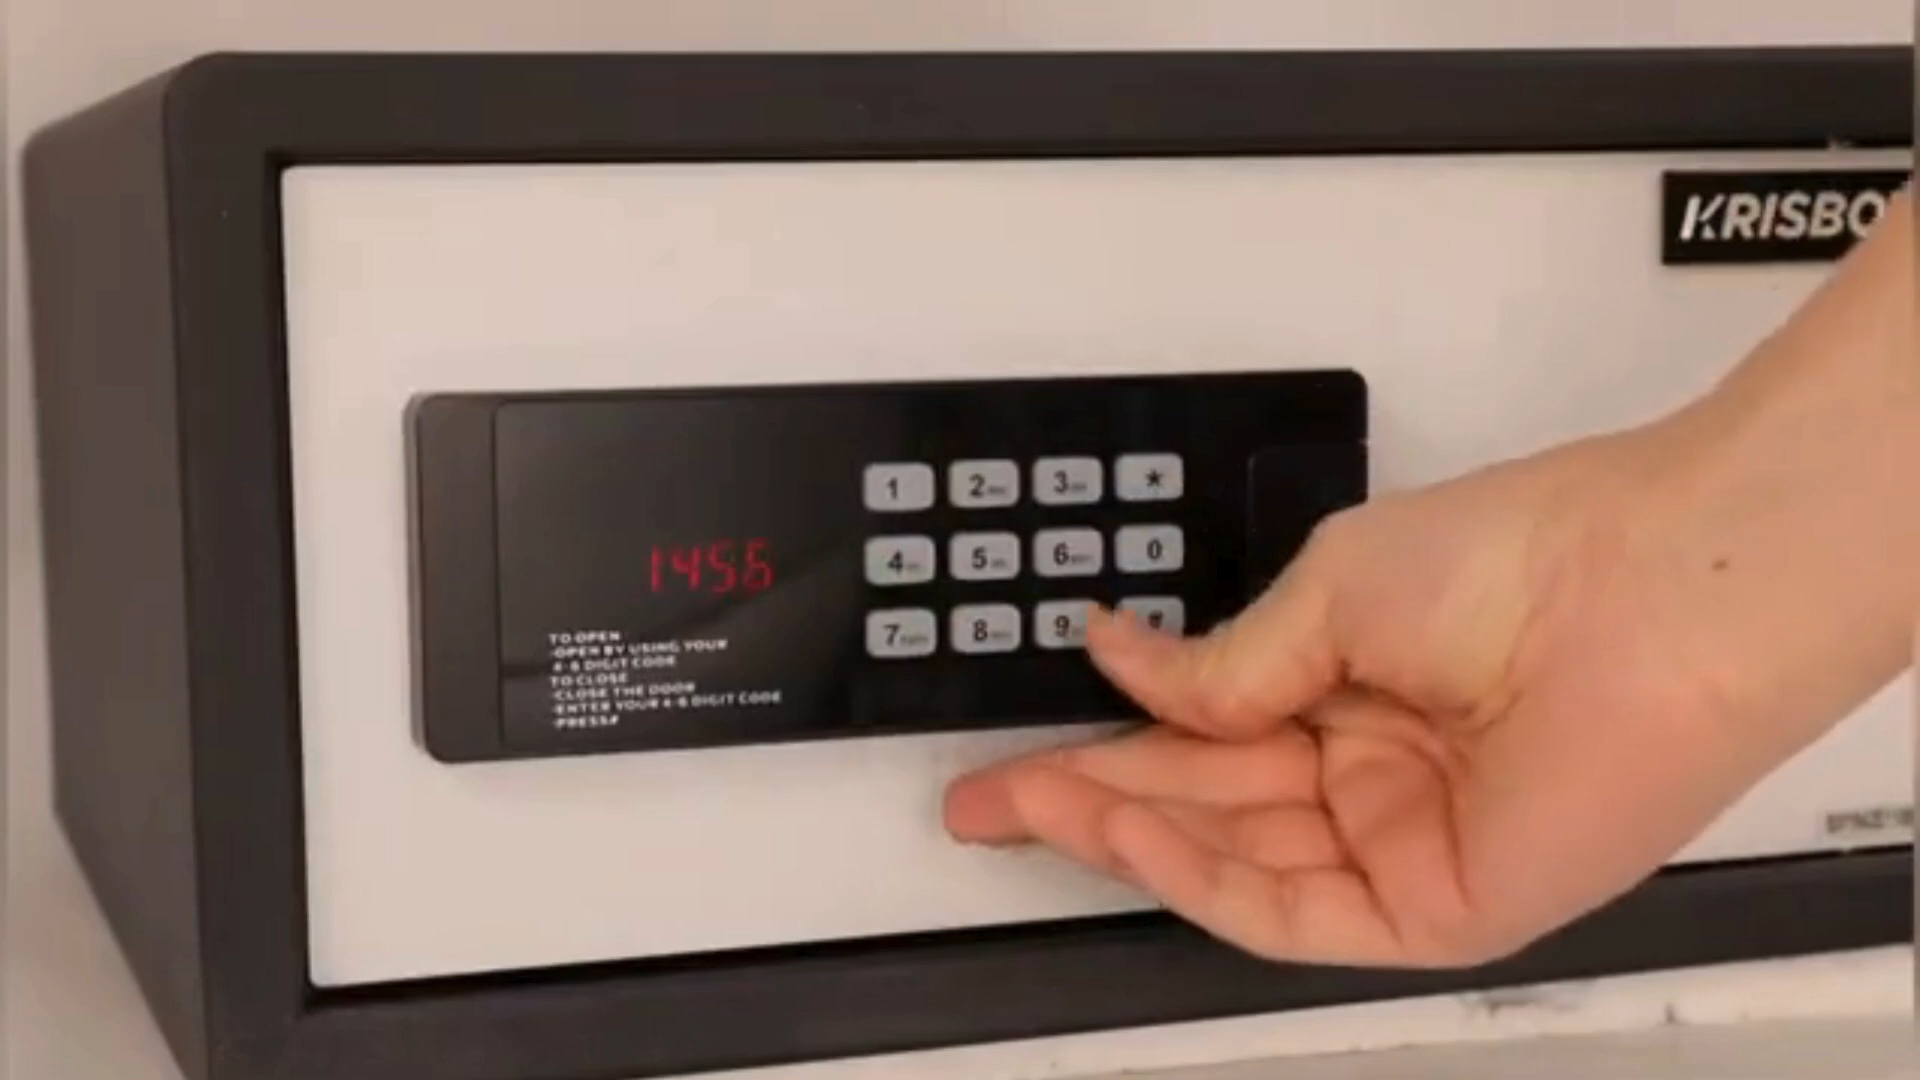 KRISBO
1 2 3 *
1456
4 5 6 0
7 8 9 #
TO OPEN
-OPEN BY USING YOUR
4-6 DIGIT CODE
TO CLOSE
-CLOSE THE DOOR
-ENTER YOUR 4-6 DIGIT CODE
-PRESS#